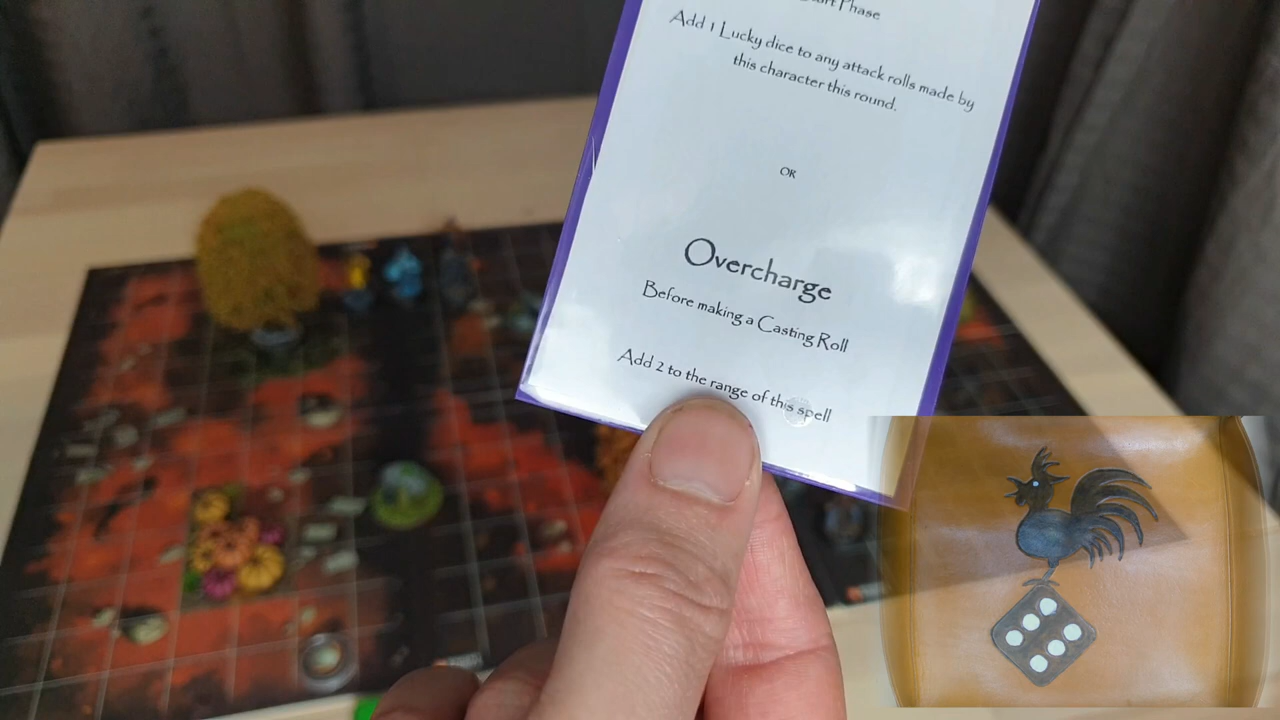 Phase
Add 1 Lucky dice to any attack rolls made by
this character this round.
OR
Overcharge
Before making a Casting Roll
Add 2 to the range of this spell